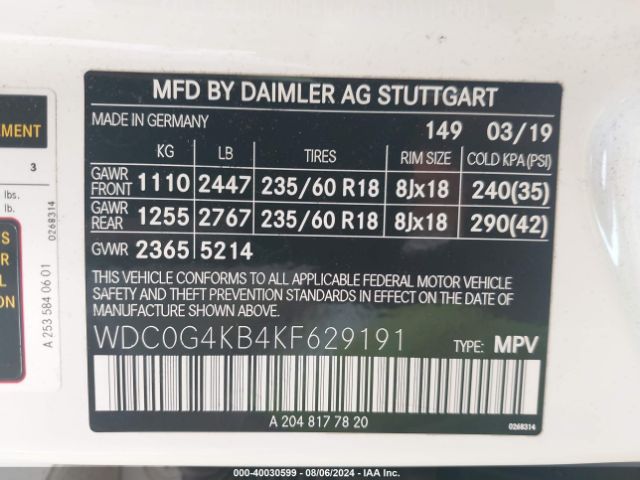 MFD BY DAIMLER AG STUTTGART
MADE IN GERMANY 149 03/19
KG LB TIRES RIM SIZE COLD KPA (PSI)
GAWR FRONT 1110 2447 235/60 R18 8Jx18 240(35)
GAWR REAR 1255 2767 235/60 R18 8Jx18 290(42)
GVWR 2365 5214
THIS VEHICLE CONFORMS TO ALL APPLICABLE FEDERAL MOTOR VEHICLE
SAFETY AND THEFT PREVENTION STANDARDS IN EFFECT ON THE DATE OF
MANUFACTURE SHOWN ABOVE.
WDC0G4KB4KF629191 TYPE: MPV
A 204 817 78 20
0268314
EMENT
3
lbs.
lb.
0268314
S
OR
L
ION
A 253 584 06 01
000-40030599 - 08/06/2024 - IAA Inc.